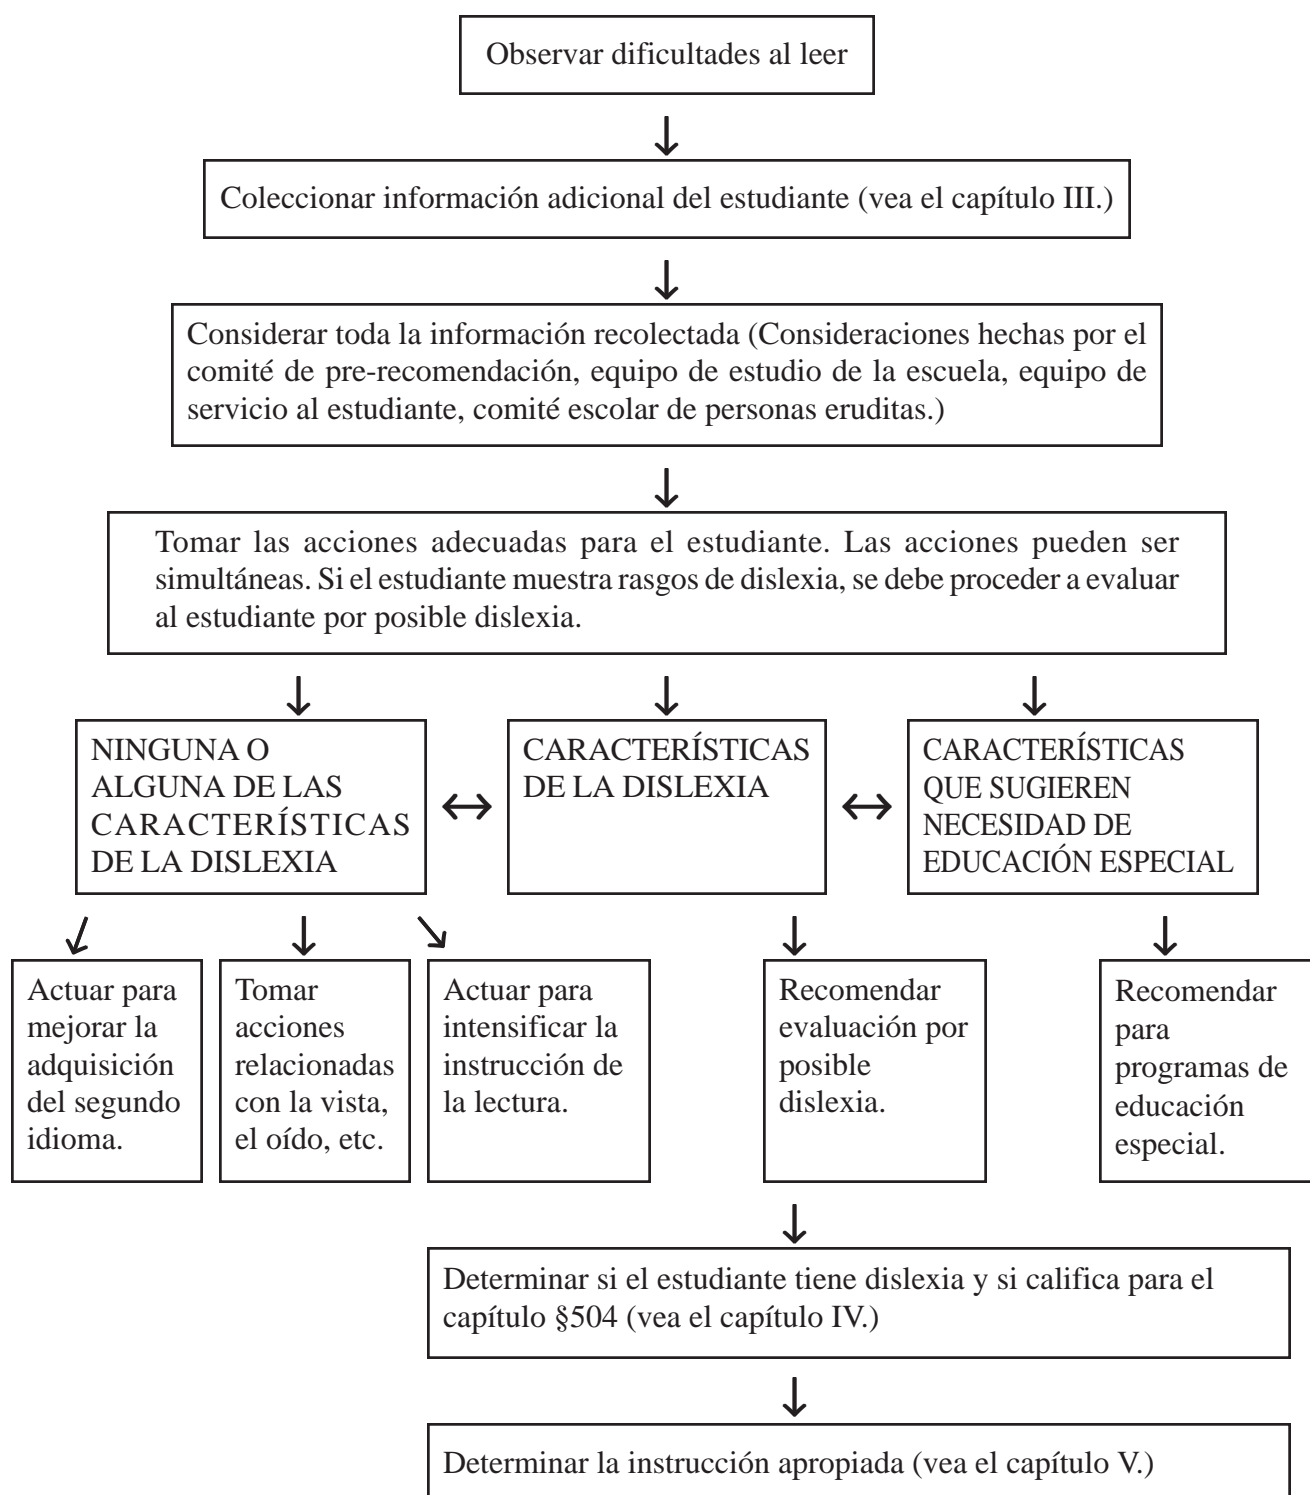 Observar dificultades al leer
Coleccionar información adicional del estudiante (vea el capítulo III.)
Considerar toda la información recolectada (Consideraciones hechas por el
comité de pre-recomendación, equipo de estudio de la escuela, equipo de
servicio al estudiante, comité escolar de personas eruditas.)
Tomar las acciones adecuadas para el estudiante. Las acciones pueden ser
simultáneas. Si el estudiante muestra rasgos de dislexia, se debe proceder a evaluar
al estudiante por posible dislexia.
NINGUNA O
ALGUNA DE LAS
CARACTERÍSTICAS
DE LA DISLEXIA
CARACTERÍSTICAS
DE LA DISLEXIA
CARACTERÍSTICAS
QUE SUGIEREN
NECESIDAD DE
EDUCACIÓN ESPECIAL
Actuar para
mejorar la
adquisición
del segundo
idioma.
Tomar
acciones
relacionadas
con la vista,
el oído, etc.
Actuar para
intensificar la
instrucción de
la lectura.
Recomendar
evaluación por
posible
dislexia.
Recomendar
para
programas de
educación
especial.
Determinar si el estudiante tiene dislexia y si califica para el
capítulo §504 (vea el capítulo IV.)
Determinar la instrucción apropiada (vea el capítulo V.)